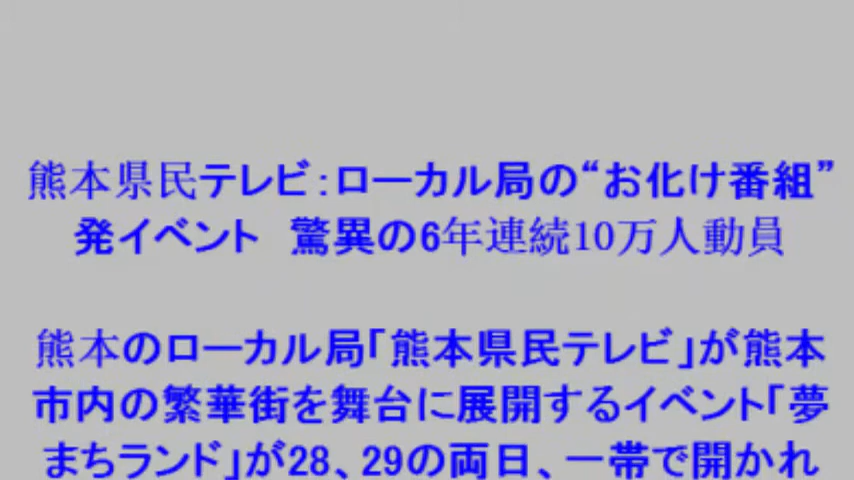 熊本県民テレビ：ローカル局の“お化け番組”
発イベント　驚異の6年連続10万人動員
熊本のローカル局「熊本県民テレビ」が熊本
市内の繁華街を舞台に展開するイベント「夢
まちランド」が28、29の両日、一帯で開かれ